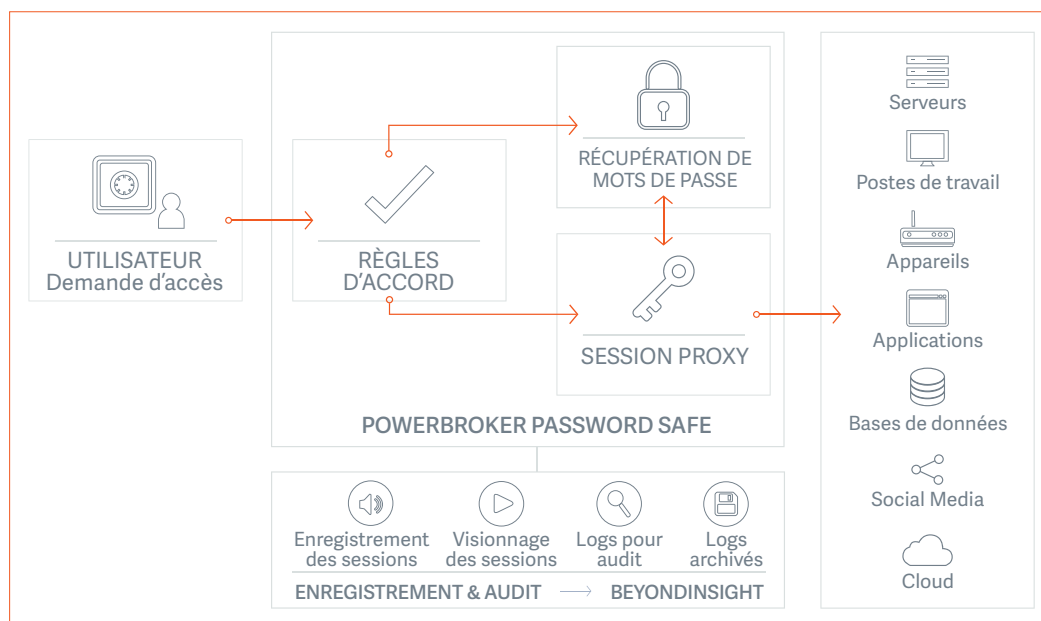 UTILISATEUR
Demande d'accès
RÈGLES
D'ACCORD
RÉCUPÉRATION DE
MOTS DE PASSE
SESSION PROXY
POWERBROKER PASSWORD SAFE
Enregistrement
des sessions
Visionnage
des sessions
Logs pour
audit
Logs
archivés
ENREGISTREMENT & AUDIT
BEYONDINSIGHT
Serveurs
Postes de travail
Appareils
Applications
Bases de données
Social Media
Cloud